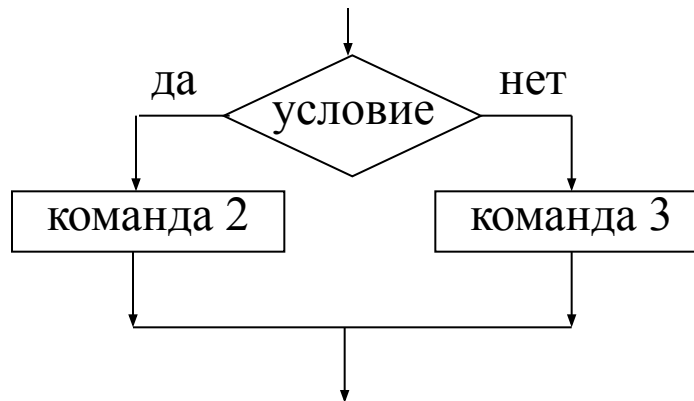 да
нет
условие
команда 2
команда 3